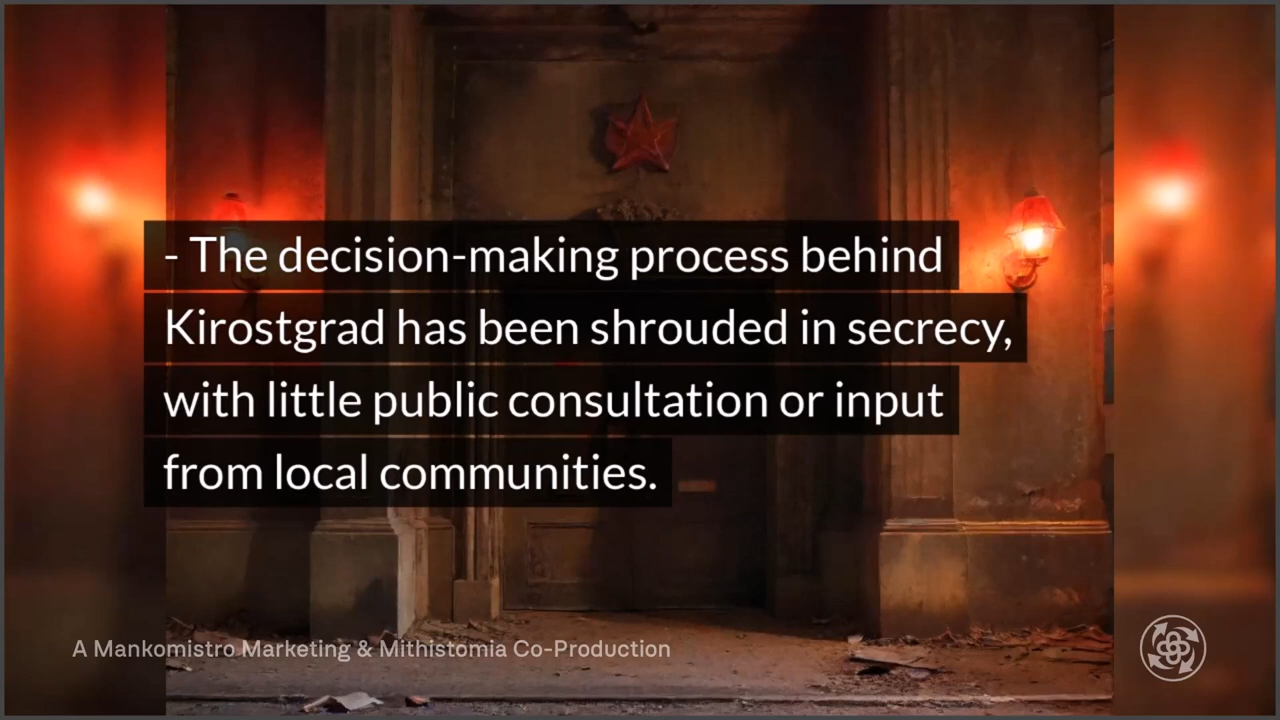 - The decision-making process behind
Kirostgrad has been shrouded in secrecy,
with little public consultation or input
from local communities.
A Mankomistro Marketing & Mithistomia Co-Production